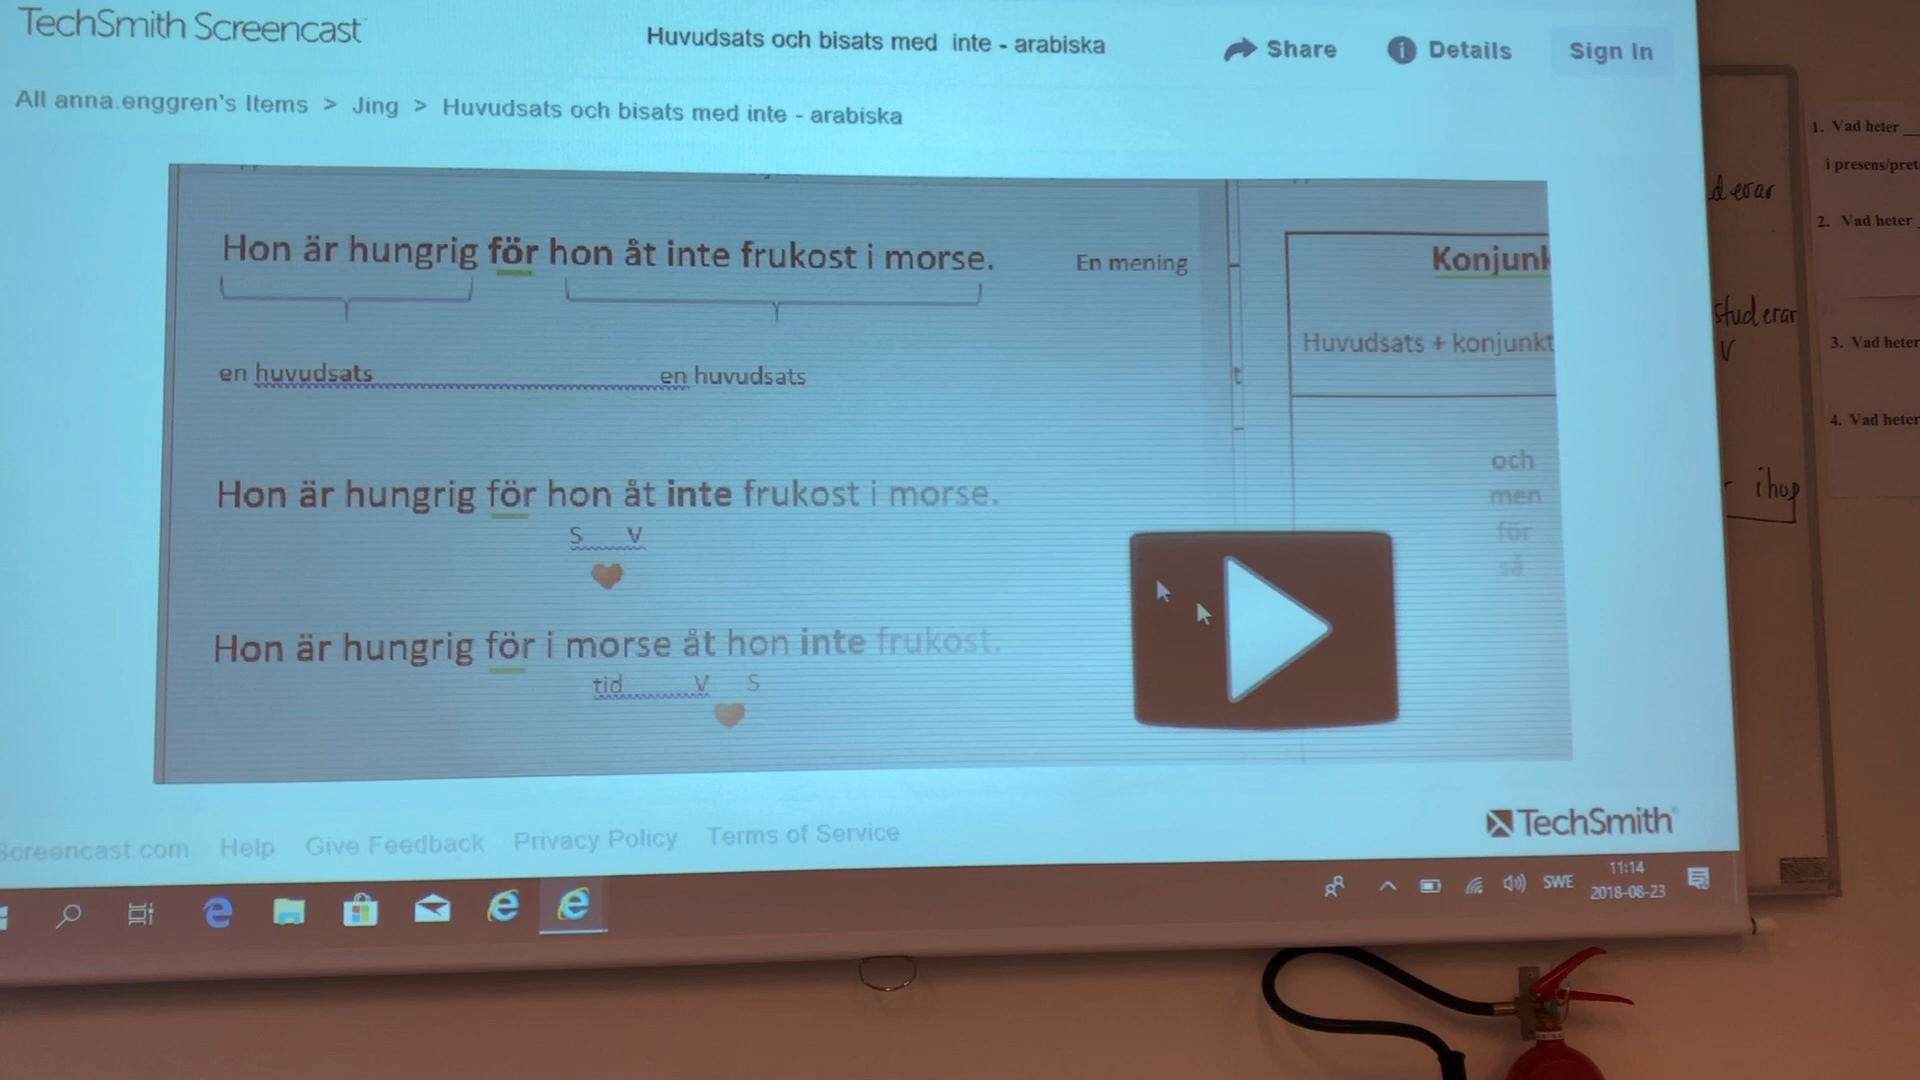 TechSmith Screencast
Huvudsats och bisats med inte - arabiska
Share
Details
Sign In
All anna.enggren's Items > Jing > Huvudsats och bisats med inte - arabiska
Hon är hungrig för hon åt inte frukost i morse.
En mening
en huvudsats en huvudsats
Hon är hungrig för hon åt inte frukost i morse.
S V
Hon är hungrig för i morse åt hon inte frukost.
tid V S
Konjunk
Huvudsats + konjunkt
t
och
men
för
så
TechSmith
Screencast.com Help Give Feedback Privacy Policy Terms of Service
SWE
11:14
2018-08-23
derar
studerar
V
ihop
1. Vad heter
i presens/pret
2. Vad heter
3. Vad heter
4. Vad heter